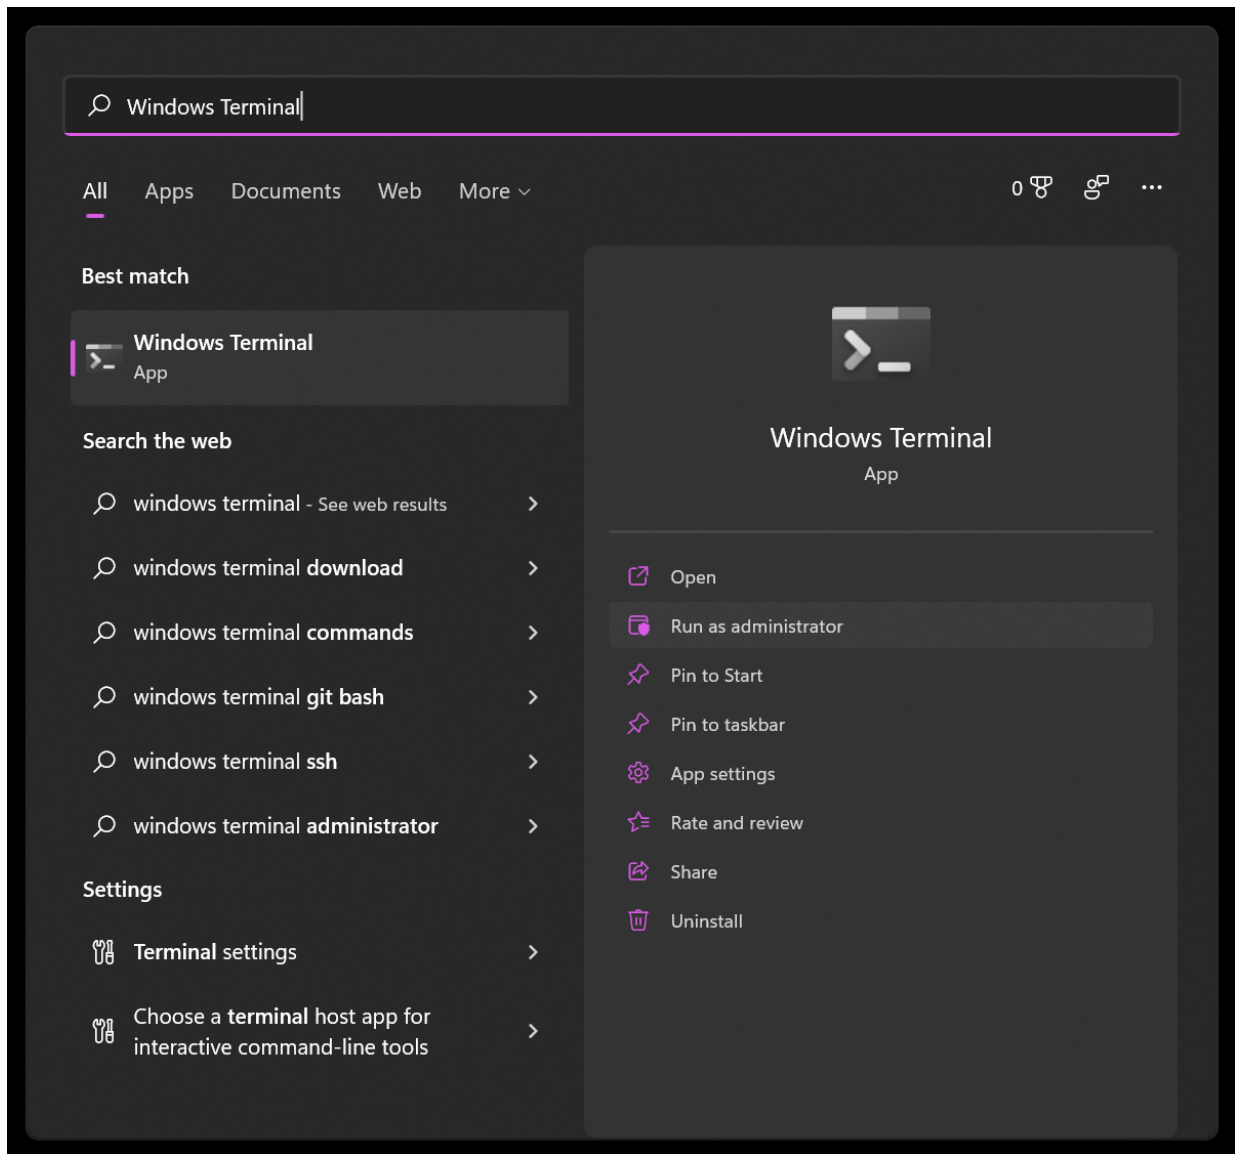 Windows Terminal
All Apps Documents Web More 0
Best match
Windows Terminal
App
Search the web
windows terminal - See web results
windows terminal download
windows terminal commands
windows terminal git bash
windows terminal ssh
windows terminal administrator
Settings
Terminal settings
Choose a terminal host app for
interactive command-line tools
Windows Terminal
App
Open
Run as administrator
Pin to Start
Pin to taskbar
App settings
Rate and review
Share
Uninstall